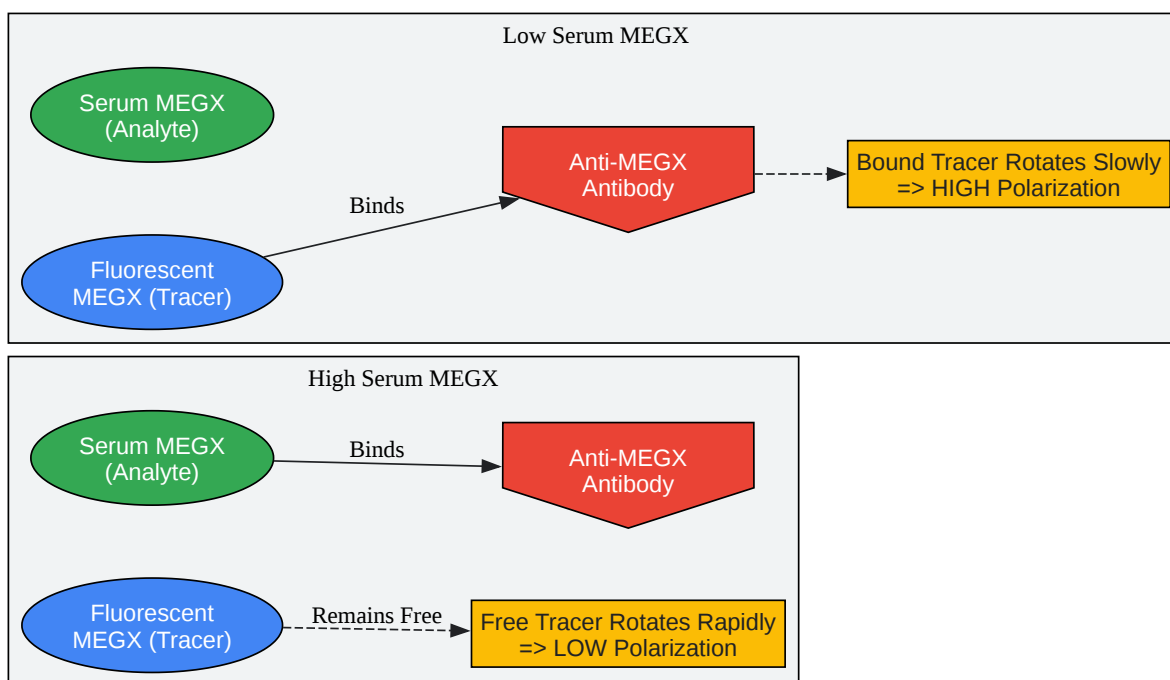 Low Serum MEGX
Serum MEGX
(Analyte)
Anti-MEGX
Antibody
Bound Tracer Rotates Slowly
=> HIGH Polarization
Binds
Fluorescent
MEGX (Tracer)
High Serum MEGX
Serum MEGX
(Analyte)
Binds
Anti-MEGX
Antibody
Fluorescent
MEGX (Tracer)
Remains Free
Free Tracer Rotates Rapidly
=> LOW Polarization